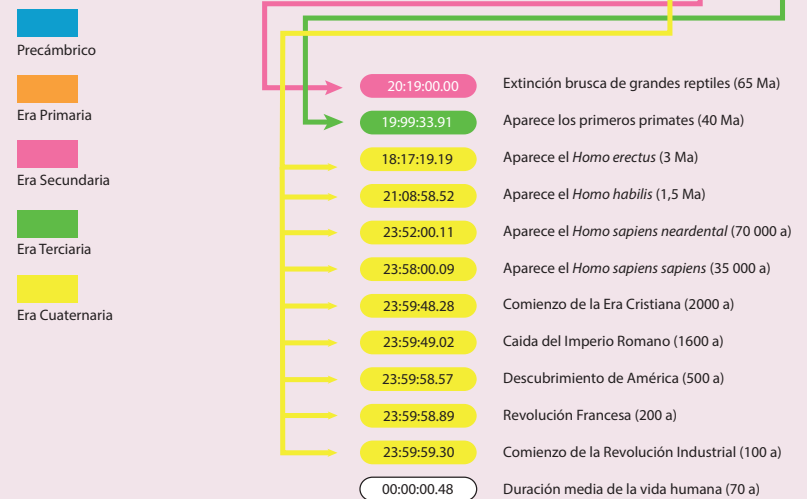 Precámbrico
Era Primaria
Era Secundaria
Era Terciaria
Era Cuaternaria
20:19:00.00 Extinción brusca de grandes reptiles (65 Ma)
19:99:33.91 Aparece los primeros primates (40 Ma)
18:17:19.19 Aparece el Homo erectus (3 Ma)
21:08:58.52 Aparece el Homo habilis (1,5 Ma)
23:52:00.11 Aparece el Homo sapiens neardental (70 000 a)
23:58:00.09 Aparece el Homo sapiens sapiens (35 000 a)
23:59:48.28 Comienzo de la Era Cristiana (2000 a)
23:59:49.02 Caida del Imperio Romano (1600 a)
23:59:58.57 Descubrimiento de América (500 a)
23:59:58.89 Revolución Francesa (200 a)
23:59:59.30 Comienzo de la Revolución Industrial (100 a)
00:00:00.48 Duración media de la vida humana (70 a)